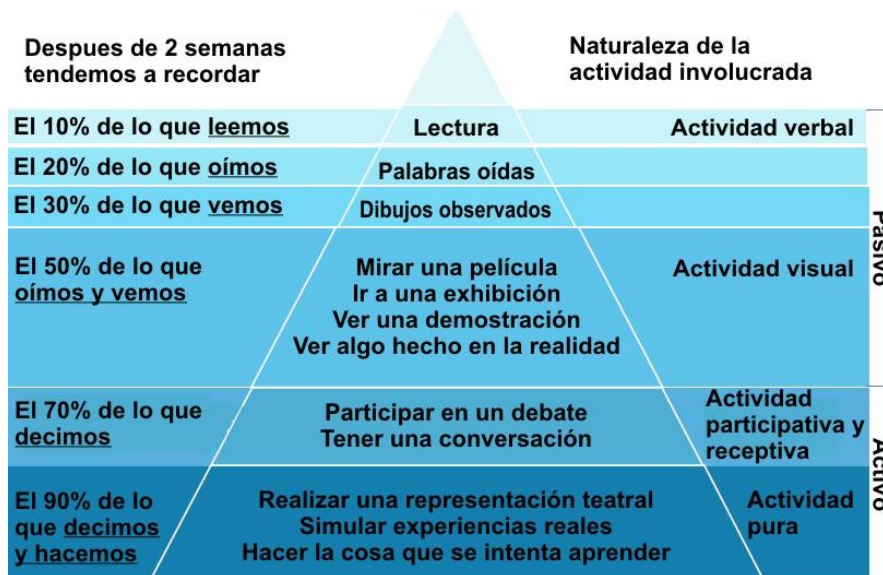 Despues de 2 semanas
tendemos a recordar
Naturaleza de la
actividad involucrada
El 10% de lo que leemos
Lectura
Actividad verbal
El 20% de lo que oímos
Palabras oídas
El 30% de lo que vemos
Dibujos observados
El 50% de lo que
oímos y vemos
Mirar una película
Ir a una exhibición
Ver una demostración
Ver algo hecho en la realidad
Actividad visual
Pasivo
El 70% de lo que
decimos
Participar en un debate
Tener una conversación
Actividad
participativa y
receptiva
El 90% de lo
que decimos
y hacemos
Realizar una representación teatral
Simular experiencias reales
Hacer la cosa que se intenta aprender
Actividad
pura
Activo